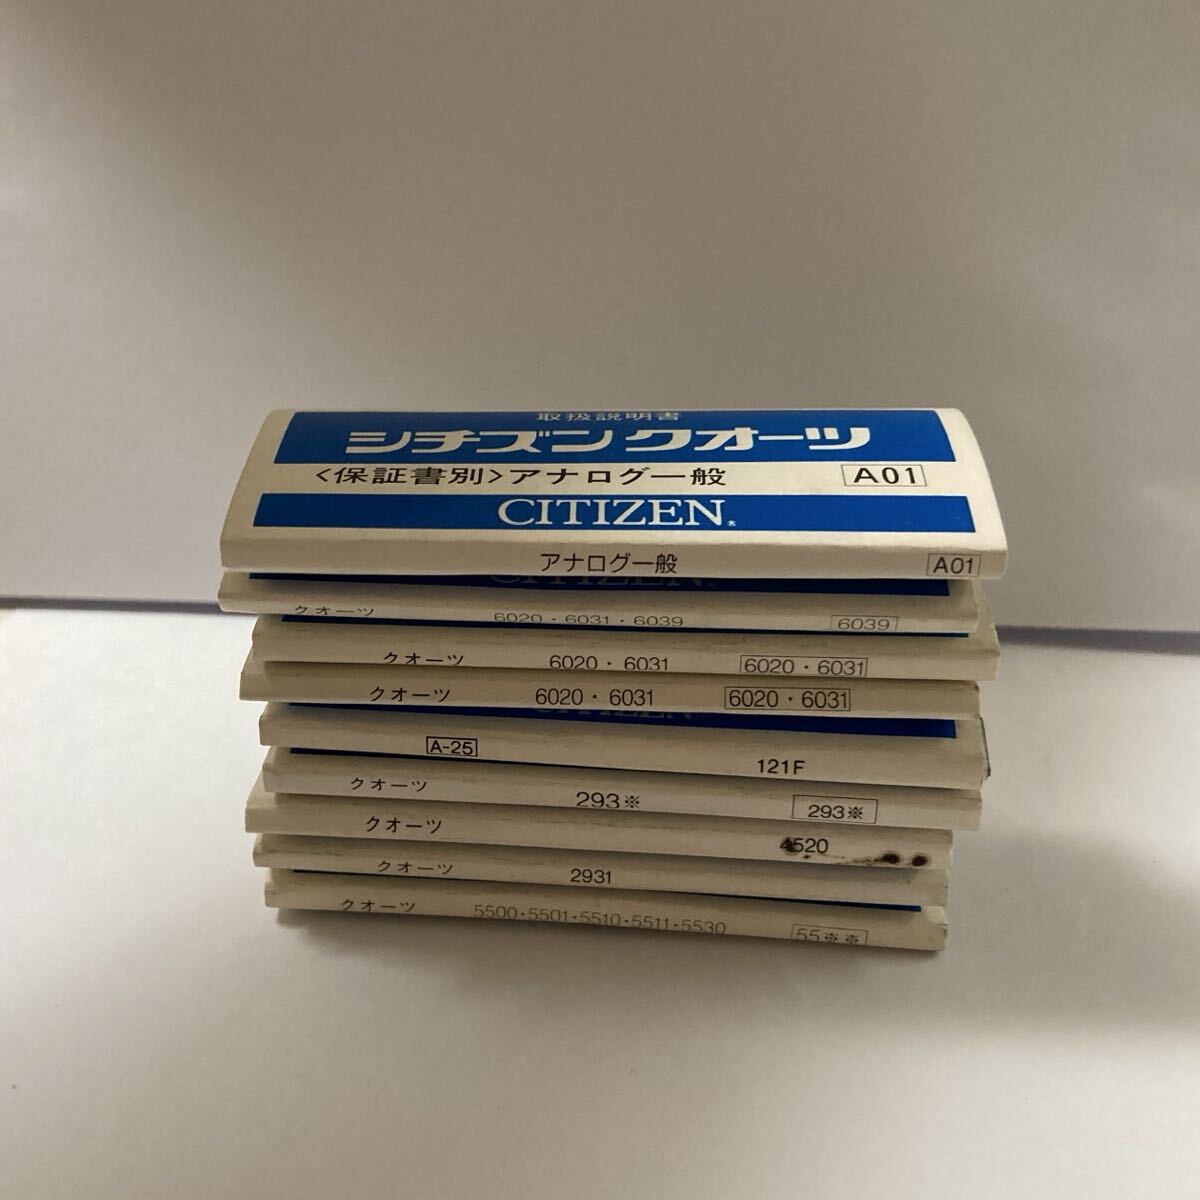 取扱説明書
シチズン クオーツ
<保証書別>アナログ一般 A01
CITIZEN®
アナログ一般 A01
CITIZEN.
クオーツ 6020・6031・6039 6039
クオーツ 6020・6031 6020・6031
クオーツ 6020・6031 6020・6031
CITIZEN
A-25 121F
クオーツ 293※ 293※
クオーツ 4520
クオーツ 2931
クオーツ 5500・5501・5510・5511・5530 55※※